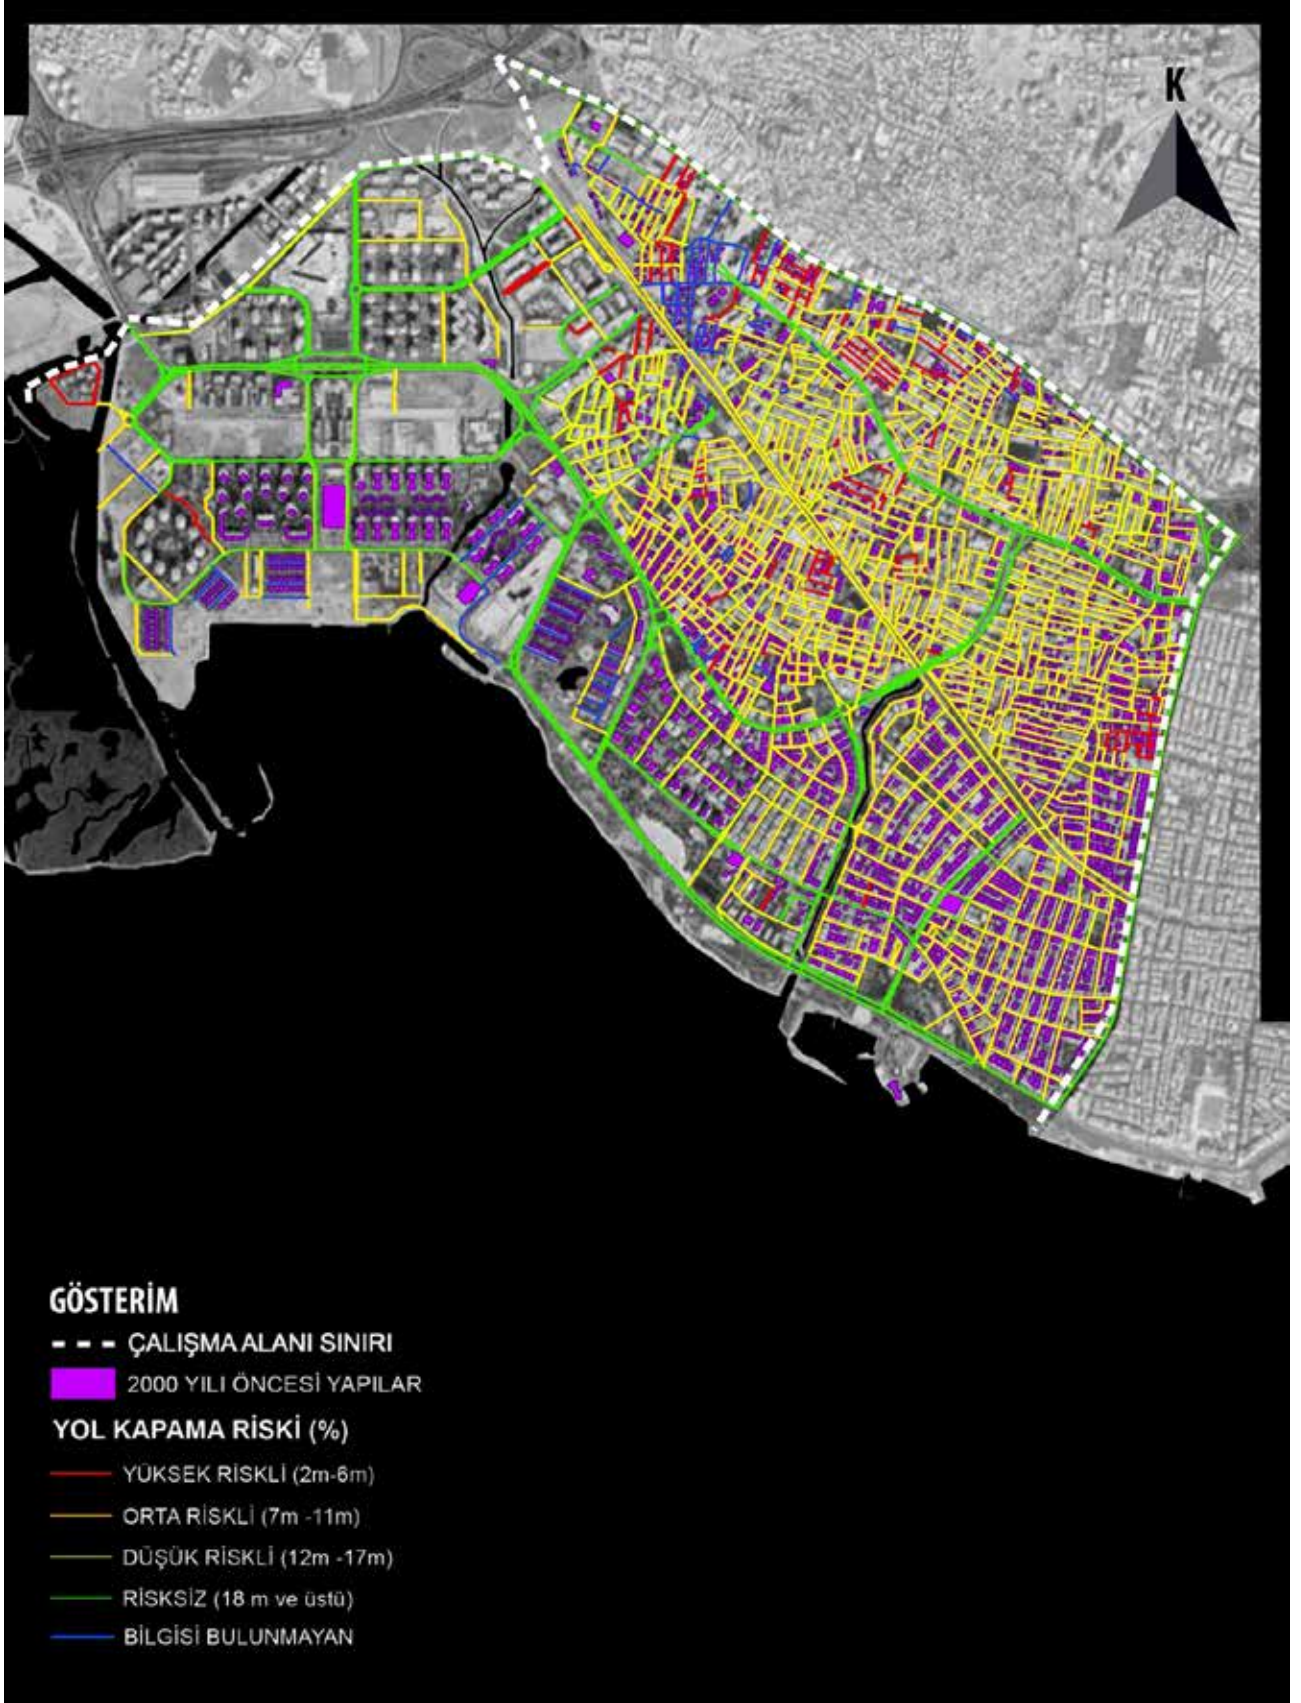 K
GÖSTERİM
ÇALIŞMA ALANI SINIRI
2000 YILI ÖNCESİ YAPILAR
YOL KAPAMA RİSKİ (%)
YÜKSEK RİSKLİ (2m-6m)
ORTA RİSKLİ (7m -11m)
DÜŞÜK RİSKLİ (12m -17m)
RİSKSİZ (18 m ve üstü)
BİLGİSİ BULUNMAYAN